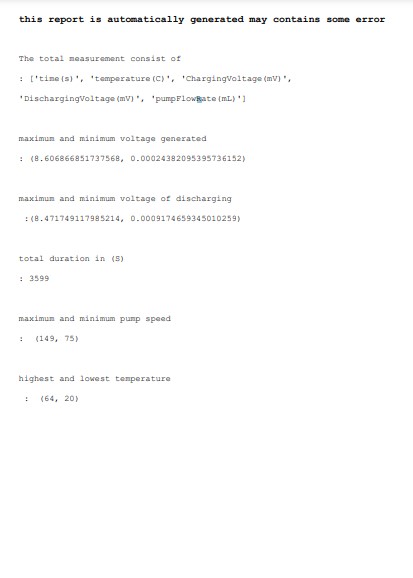 this report is automatically generated may contains some error
The total measurement consist of
: ['time(s)', 'temperature(C)', 'ChargingVoltage(mV)',
'DischargingVoltage(mV)', 'pumpFlowRate(mL)']
maximum and minimum voltage generated
: (8.606866851737568, 0.00024382095395736152)
maximum and minimum voltage of discharging
:(8.471749117985214, 0.0009174659345010259)
total duration in (S)
: 3599
maximum and minimum pump speed
: (149, 75)
highest and lowest temperature
: (64, 20)